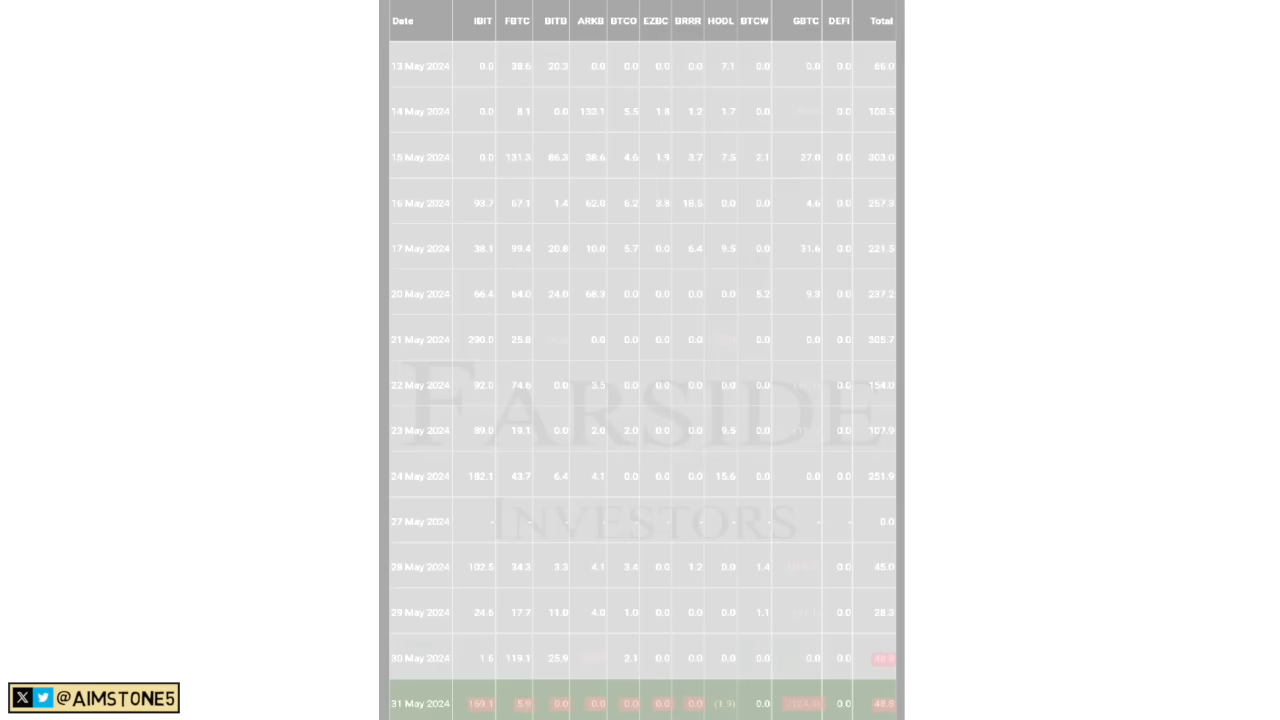 Date IBIT FBTC BITB ARKB BTCO EZBC BRRR HODL BTCW GBTC DEFI Total
13 May 2024 0.0 38.6 20.3 0.0 0.0 0.0 0.0 7.1 0.0 0.0 0.0 66.0
14 May 2024 0.0 8.1 0.0 133.1 5.5 1.8 1.2 1.7 0.0 0.0 100.5
15 May 2024 0.0 131.3 86.3 38.6 4.6 1.9 3.7 7.5 2.1 27.0 0.0 303.0
16 May 2024 93.7 67.1 1.4 62.0 6.2 3.8 18.5 0.0 0.0 4.6 0.0 257.3
17 May 2024 38.1 99.4 20.8 10.0 5.7 0.0 6.4 9.5 0.0 31.6 0.0 221.5
20 May 2024 66.4 64.0 24.0 68.3 0.0 0.0 0.0 0.0 5.2 9.3 0.0 237.2
21 May 2024 290.0 25.8 0.0 0.0 0.0 0.0 0.0 0.0 0.0 305.7
22 May 2024 92.0 74.6 0.0 3.5 0.0 0.0 0.0 0.0 0.0 0.0 154.0
FARSIDE
23 May 2024 89.0 19.1 0.0 2.0 2.0 0.0 0.0 9.5 0.0 0.0 107.9
24 May 2024 182.1 43.7 6.4 4.1 0.0 0.0 0.0 15.6 0.0 0.0 0.0 251.9
27 May 2024 - - - - - - - - - - - 0.0
INVESTORS
28 May 2024 102.5 34.3 3.3 4.1 3.4 0.0 1.2 0.0 1.4 0.0 45.0
29 May 2024 24.6 17.7 11.0 4.0 1.0 0.0 0.0 0.0 1.1 0.0 28.3
30 May 2024 1.6 119.1 25.9 2.1 0.0 0.0 0.0 0.0 0.0 0.0 48.8
31 May 2024 169.1 5.9 0.0 0.0 0.0 0.0 0.0 (1.9) 0.0 0.0 48.8
@AIMSTONE5